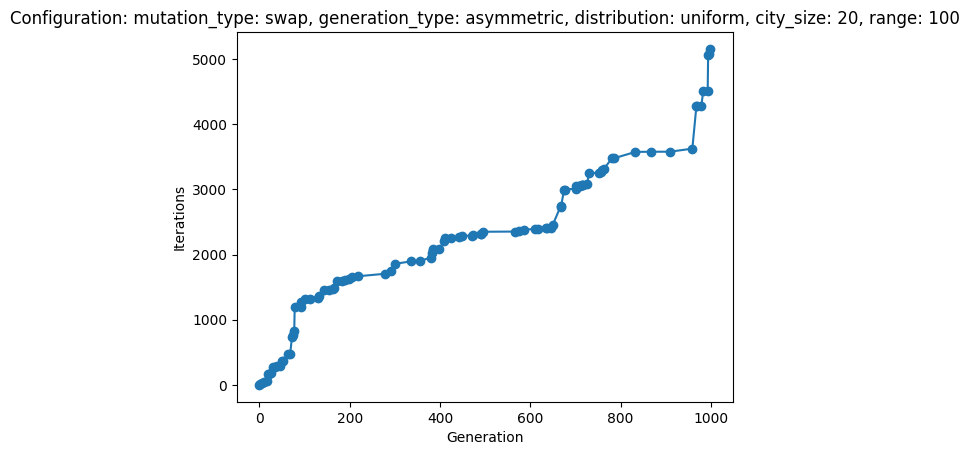 Configuration: mutation_type: swap, generation_type: asymmetric, distribution: uniform, city_size: 20, range: 100
5000
4000
3000
2000
1000
0
Iterations
0 200 400 600 800 1000
Generation